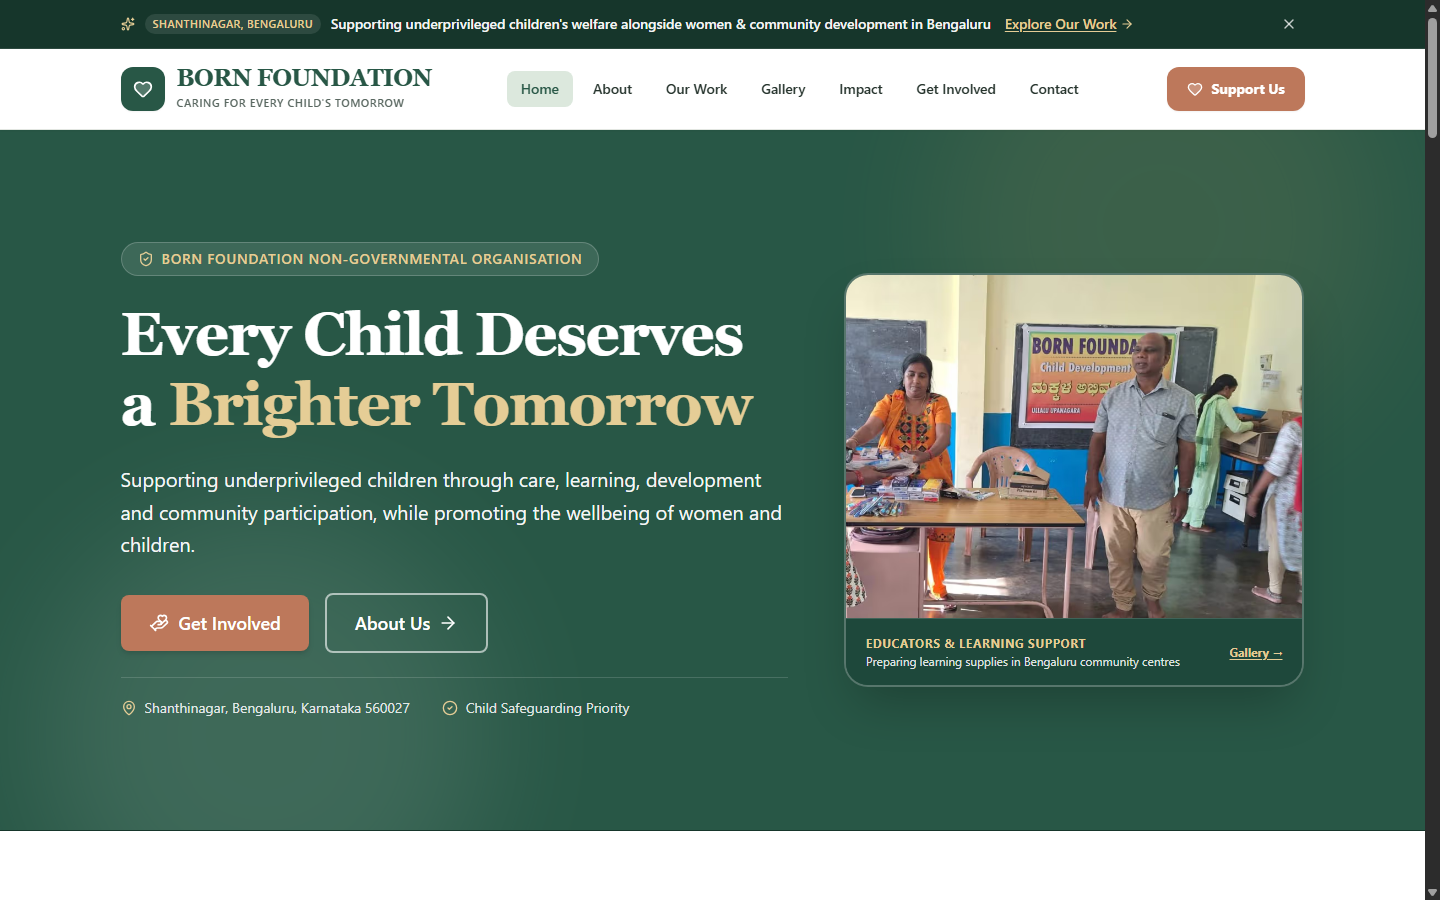 SHANTHINAGAR, BENGALURU Supporting underprivileged children's welfare alongside women & community development in Bengaluru Explore Our Work →
BORN FOUNDATION
CARING FOR EVERY CHILD'S TOMORROW
Home About Our Work Gallery Impact Get Involved Contact
Support Us
BORN FOUNDATION NON-GOVERNMENTAL ORGANISATION
Every Child Deserves
a Brighter Tomorrow
Supporting underprivileged children through care, learning, development
and community participation, while promoting the wellbeing of women and
children.
Get Involved
About Us →
Shanthinagar, Bengaluru, Karnataka 560027
Child Safeguarding Priority
BORN
Child Development
ಮಕ್ಕಳ
ULLALU UPANAGARA
EDUCATORS & LEARNING SUPPORT
Preparing learning supplies in Bengaluru community centres
Gallery →